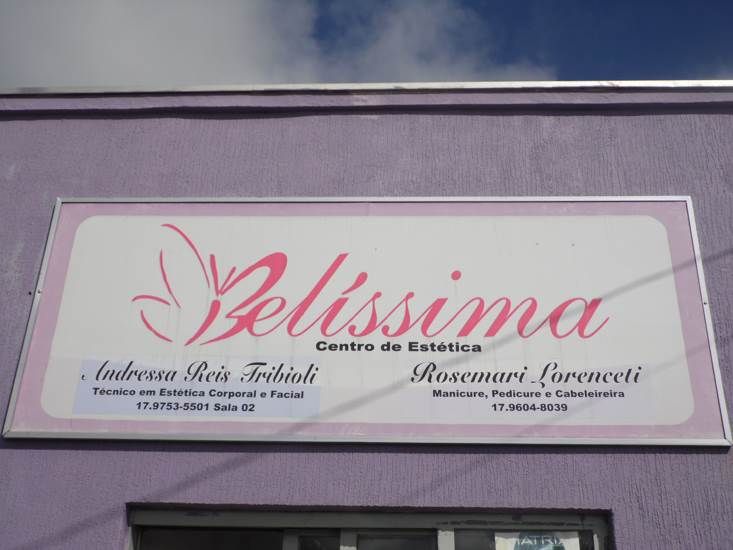 Belíssima
Centro de Estética
Andressa Reis Tribioli
Técnico em Estética Corporal e Facial
17.9753-5501 Sala 02
Rosemari Lorenceti
Manicure, Pedicure e Cabeleireira
17.9604-8039